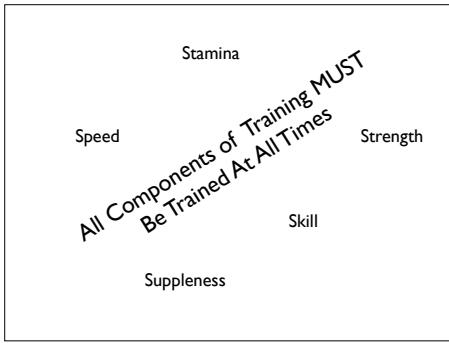 Stamina
All Components of Training MUST
Be Trained At All Times
Speed
Strength
Skill
Suppleness